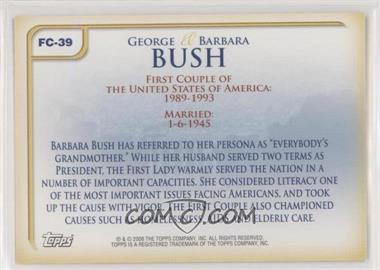 FC-39
GEORGE & BARBARA
BUSH
FIRST COUPLE OF
THE UNITED STATES OF AMERICA:
1989-1993
MARRIED:
1-6-1945
BARBARA BUSH HAS REFERRED TO HER PERSONA AS "EVERYBODY'S
GRANDMOTHER." WHILE HER HUSBAND SERVED TWO TERMS AS
PRESIDENT, THE FIRST LADY WARMLY SERVED THE NATION IN A
NUMBER OF IMPORTANT CAPACITIES. SHE CONSIDERED LITERACY ONE
OF THE MOST IMPORTANT ISSUES FACING AMERICANS, AND TOOK
UP THE CAUSE WITH VIGOR. THE FIRST COUPLE ALSO CHAMPIONED
CAUSES SUCH AS HOMELESSNESS, AIDS AND ELDERLY CARE.
Topps
® & © 2008 THE TOPPS COMPANY, INC. ALL RIGHTS RESERVED.
TOPPS IS A REGISTERED TRADEMARK OF THE TOPPS COMPANY, INC.